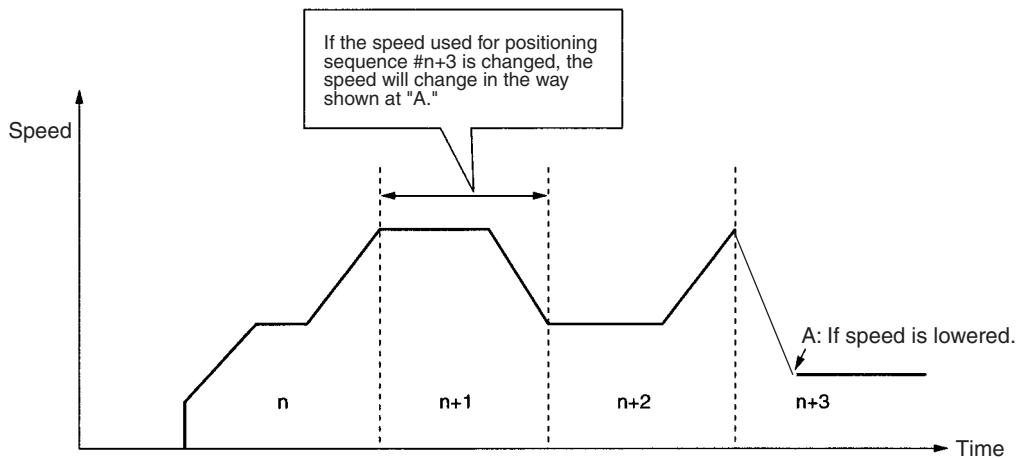 If the speed used for positioning
sequence #n+3 is changed, the
speed will change in the way
shown at "A."
Speed
A: If speed is lowered.
n
n+1
n+2
n+3
Time